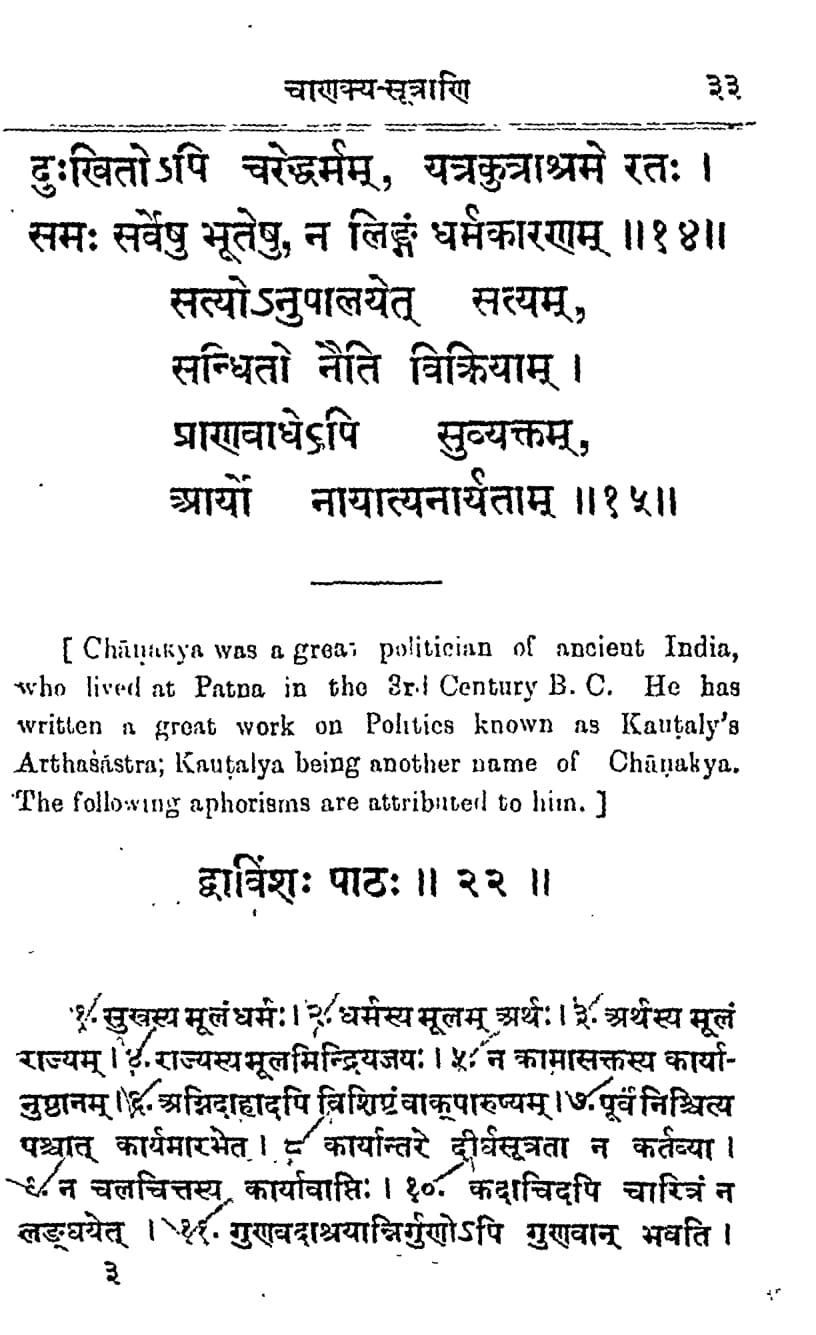 चाणक्य-सूत्राणि ३३
दुःखितोऽपि चरेद्धर्मम्, यत्रकुत्राश्रमे रतः ।
समः सर्वेषु भूतेषु, न लिङ्गं धर्मकारणम् ॥१४॥
सत्योऽनुपालयेत् सत्यम्,
सन्धितो नैति विक्रियाम् ।
प्राणवाधेऽपि सुव्यक्तम्,
आर्यो नायात्यनार्यताम् ॥१५॥
[ Chāṇakya was a great politician of ancient India,
who lived at Patna in the 3rd Century B. C. He has
written a great work on Politics known as Kauṭaly's
Arthaśāstra; Kauṭalya being another name of Chāṇakya.
The following aphorisms are attributed to him. ]
द्वाविंशः पाठः ॥ २२ ॥
१. सुखस्य मूलं धर्मः । २. धर्मस्य मूलम् अर्थः । ३. अर्थस्य मूलं
राज्यम् । ४. राज्यस्य मूलमिन्द्रियजयः । ५. न कामासक्तस्य कार्या-
नुष्ठानम् । ६. अग्निदाहादपि विशिष्टं वाक्पारुष्यम् । ७. पूर्वं निश्चित्य
पश्चात् कार्यमारभेत् । ८ कार्यान्तरे दीर्घसूत्रता न कर्तव्या ।
९. न चलचित्तस्य कार्यावाप्तिः । १०. कदाचिदपि चारित्रं न
लङ्घयेत् । ११. गुणवदाश्रयान्निर्गुणोऽपि गुणवान् भवति ।
३